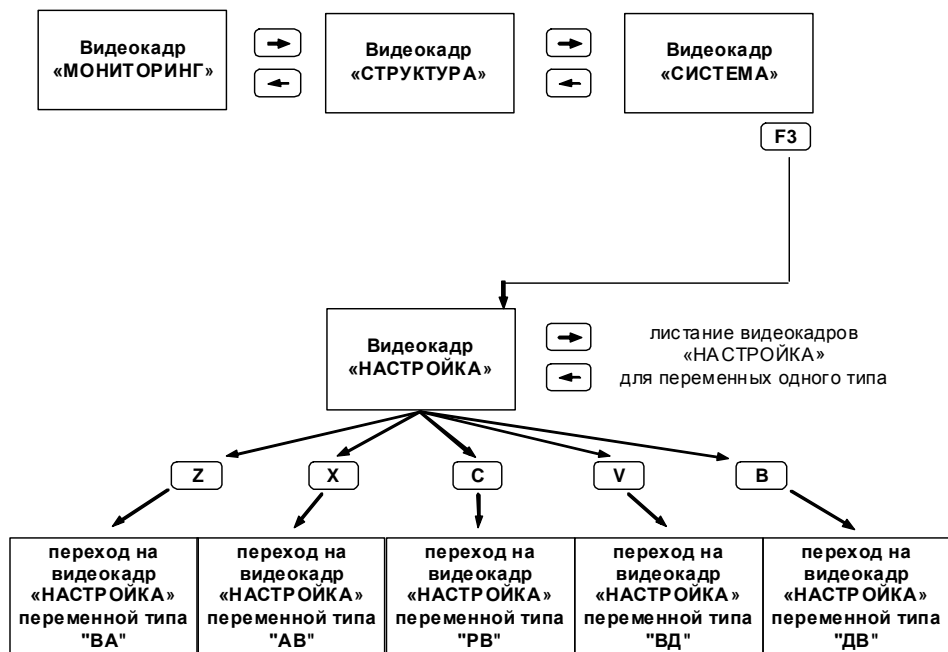 Видеокадр
«МОНИТОРИНГ»
Видеокадр
«СТРУКТУРА»
Видеокадр
«СИСТЕМА»
F3
Видеокадр
«НАСТРОЙКА»
листание видеокадров
«НАСТРОЙКА»
для переменных одного типа
Z
X
C
V
B
переход на
видеокадр
«НАСТРОЙКА»
переменной типа
"ВА"
переход на
видеокадр
«НАСТРОЙКА»
переменной типа
"АВ"
переход на
видеокадр
«НАСТРОЙКА»
переменной типа
"РВ"
переход на
видеокадр
«НАСТРОЙКА»
переменной типа
"ВД"
переход на
видеокадр
«НАСТРОЙКА»
переменной типа
"ДВ"